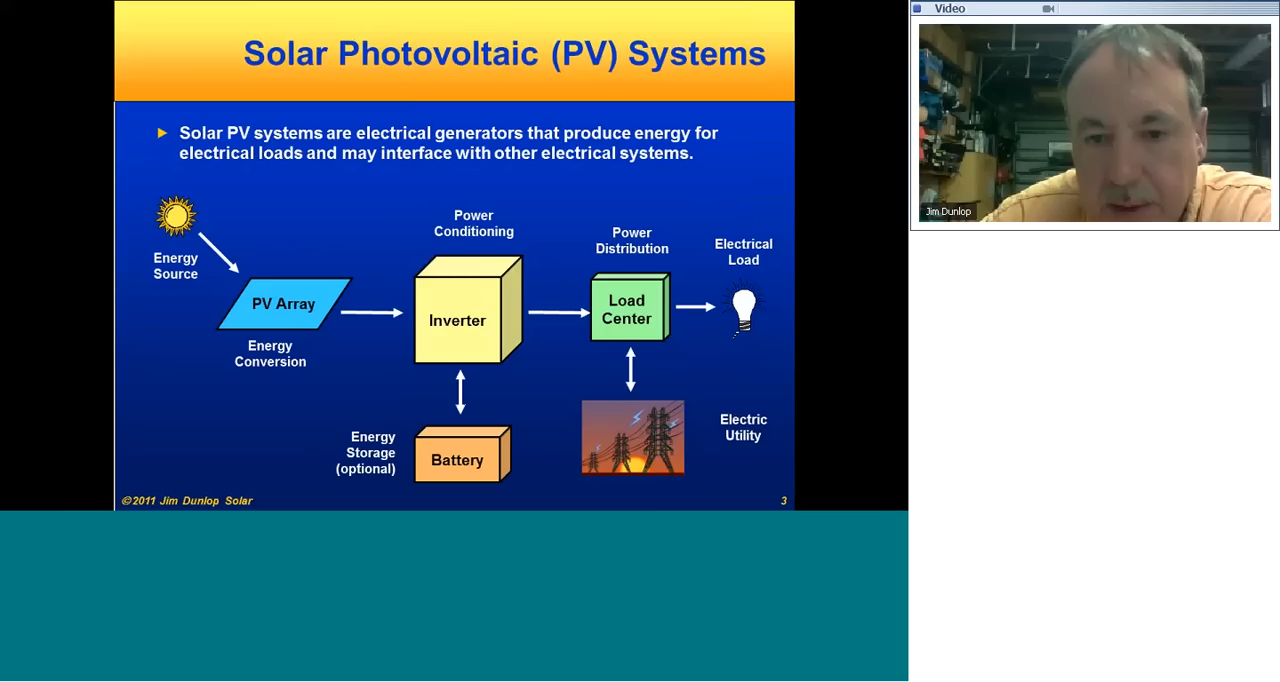 Solar Photovoltaic (PV) Systems
Solar PV systems are electrical generators that produce energy for
electrical loads and may interface with other electrical systems.
Energy
Source
PV Array
Energy
Conversion
Power
Conditioning
Inverter
Power
Distribution
Load
Center
Electrical
Load
Energy
Storage
(optional)
Battery
Electric
Utility
©2011 Jim Dunlop Solar
3
Video
Jim Dunlop